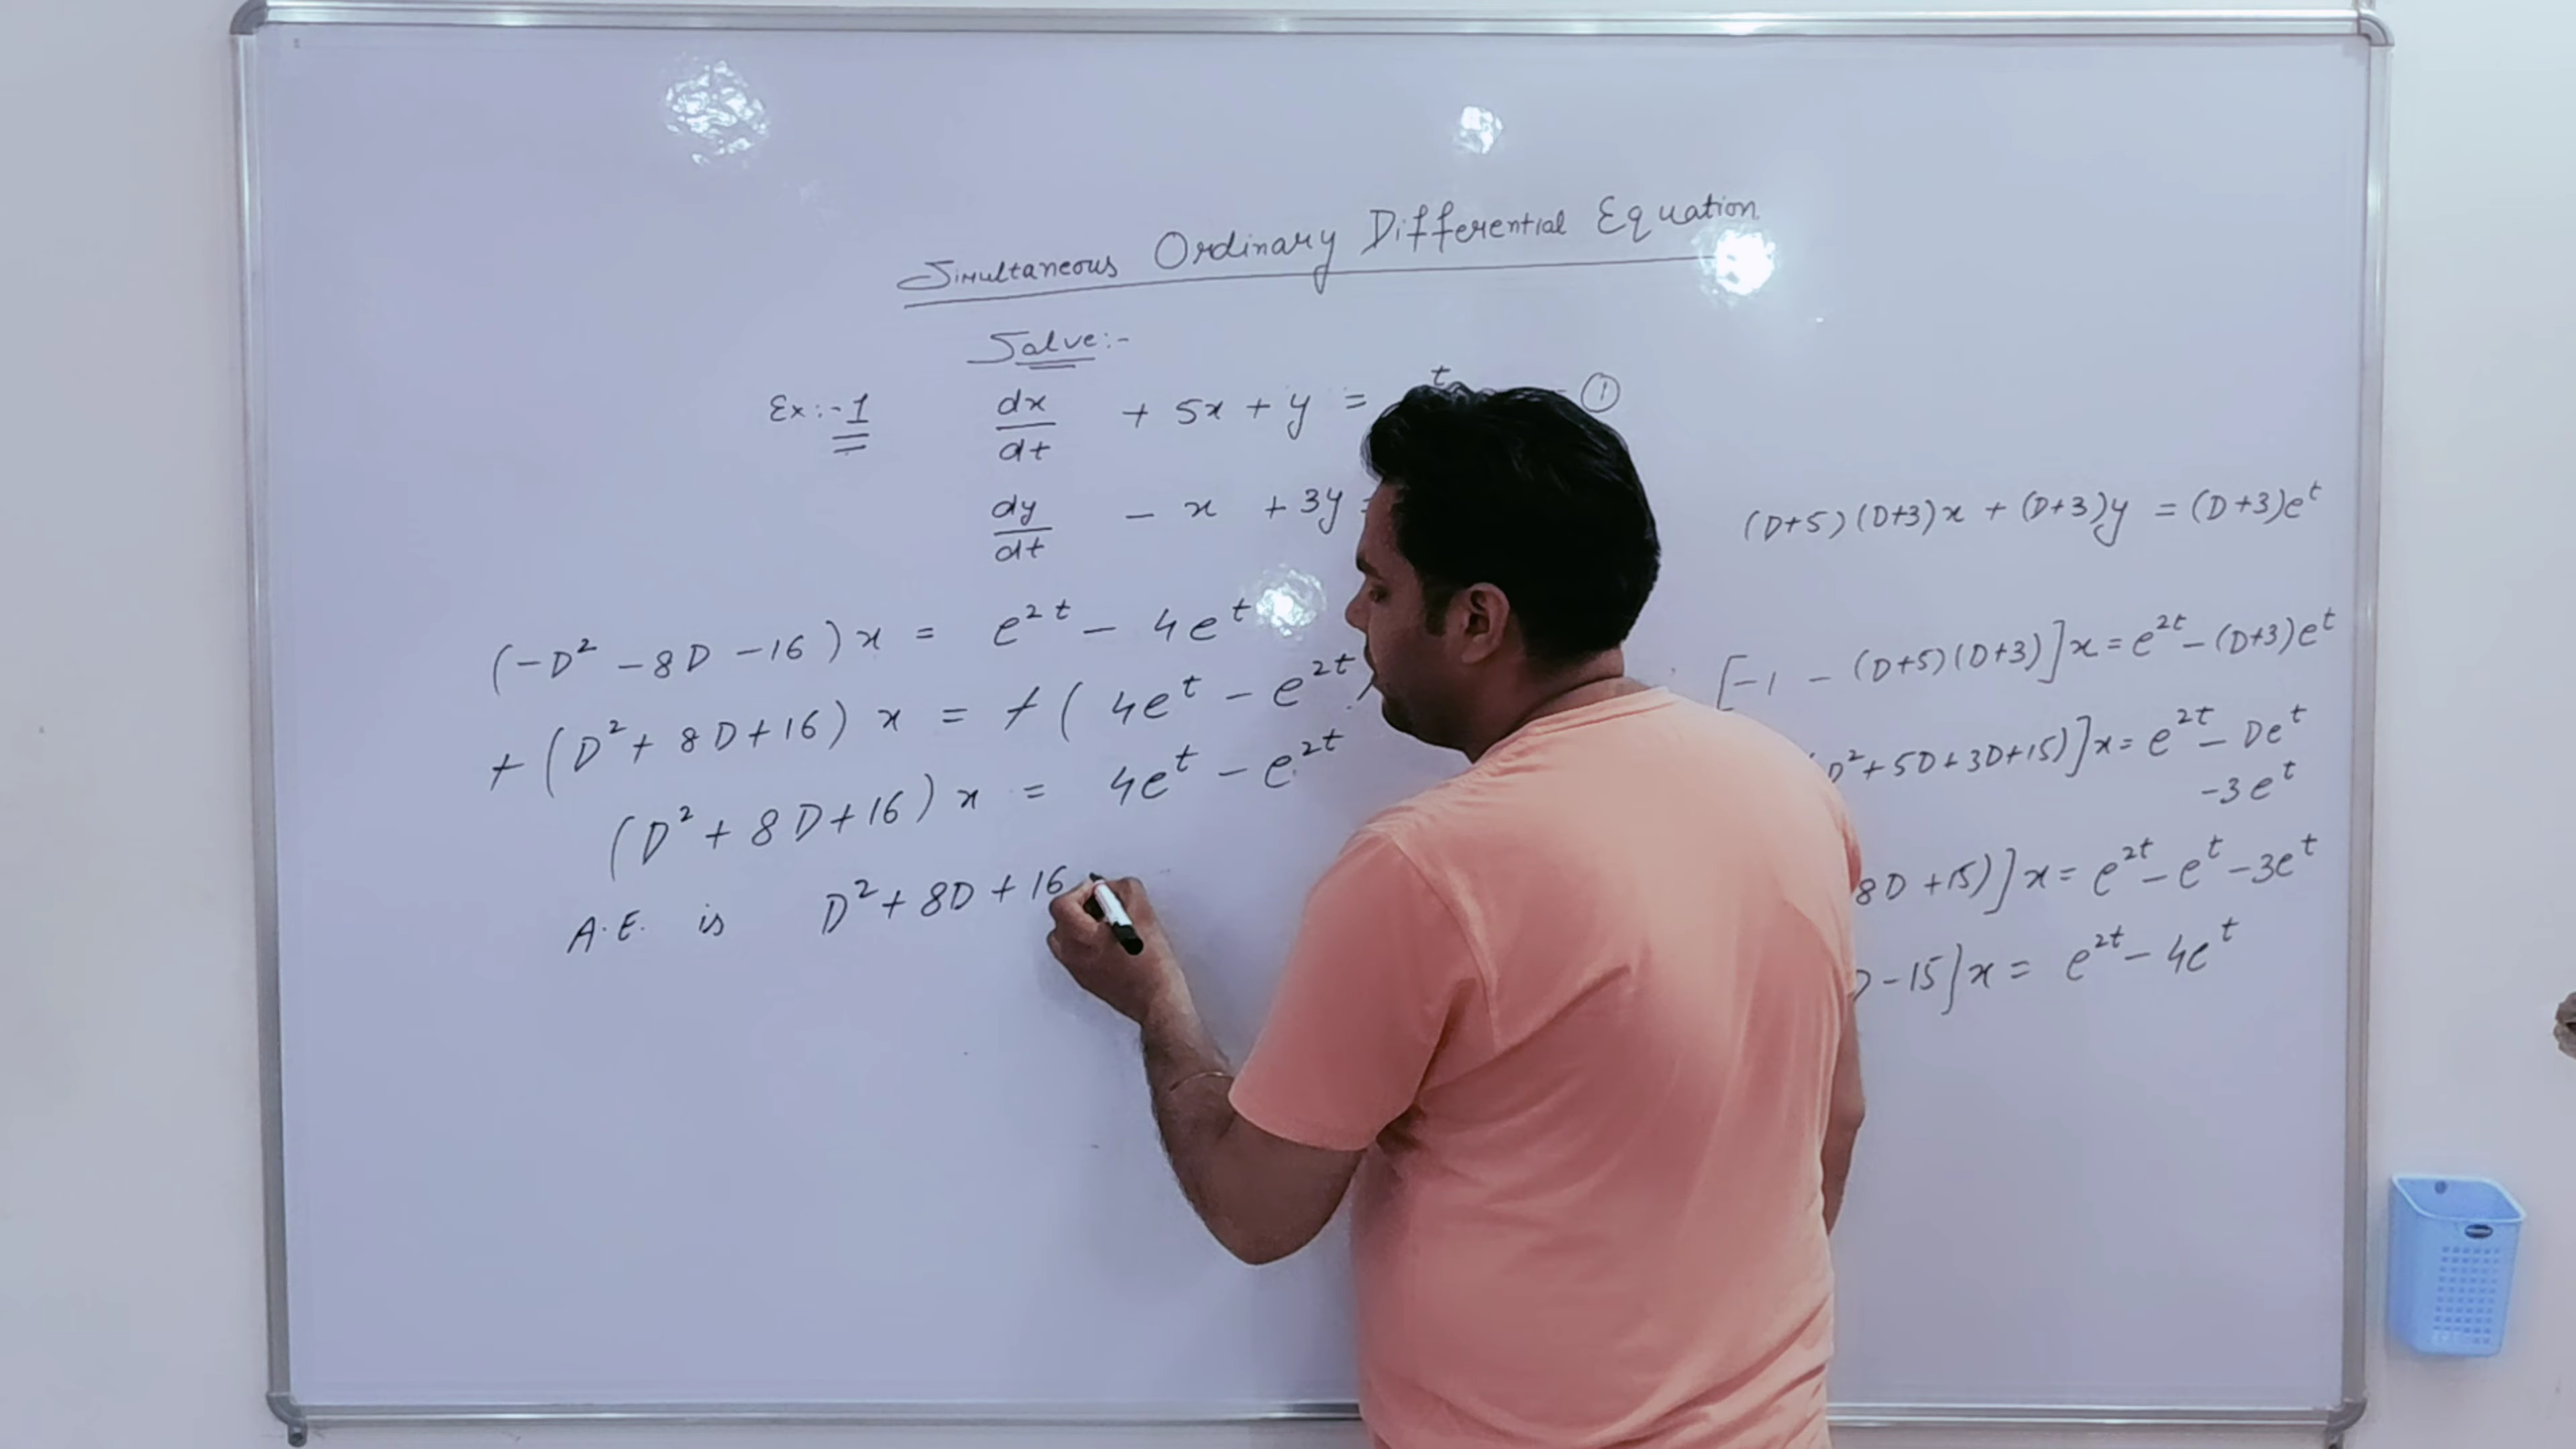 Simultaneous Ordinary Differential Equation
Solve:-
Ex:-1 dx/dt + 5x + y = t ①
dy/dt - x + 3y =
(-D² - 8D - 16)x = e^2t - 4e^t
+(D² + 8D + 16)x = +(4e^t - e^2t)
(D² + 8D + 16)x = 4e^t - e^2t
A.E. is D² + 8D + 16
(D+5)(D+3)x + (D+3)y = (D+3)e^t
[-1 - (D+5)(D+3)]x = e^2t - (D+3)e^t
D² + 5D + 3D + 15)]x = e^2t - De^t
-3e^t
8D + 15)]x = e^2t - e^t - 3e^t
- 15]x = e^2t - 4e^t